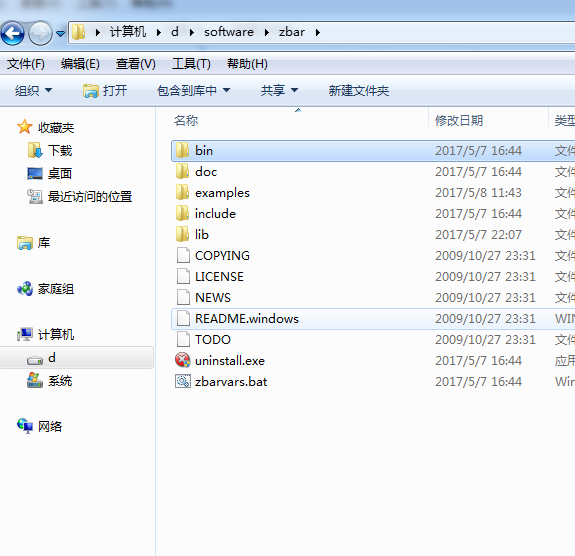 计算机 d software zbar
文件(F) 编辑(E) 查看(V) 工具(T) 帮助(H)
组织 打开 包含到库中 共享 新建文件夹
收藏夹
下载
桌面
最近访问的位置
库
家庭组
计算机
d
系统
网络
名称 修改日期 类型
bin 2017/5/7 16:44 文件
doc 2017/5/7 16:44 文件
examples 2017/5/8 11:43 文件
include 2017/5/7 16:44 文件
lib 2017/5/7 22:07 文件
COPYING 2009/10/27 23:31 文件
LICENSE 2009/10/27 23:31 文件
NEWS 2009/10/27 23:31 文件
README.windows 2009/10/27 23:31 WIN
TODO 2009/10/27 23:31 文件
uninstall.exe 2017/5/7 16:44 应用
zbarvars.bat 2017/5/7 16:44 Win